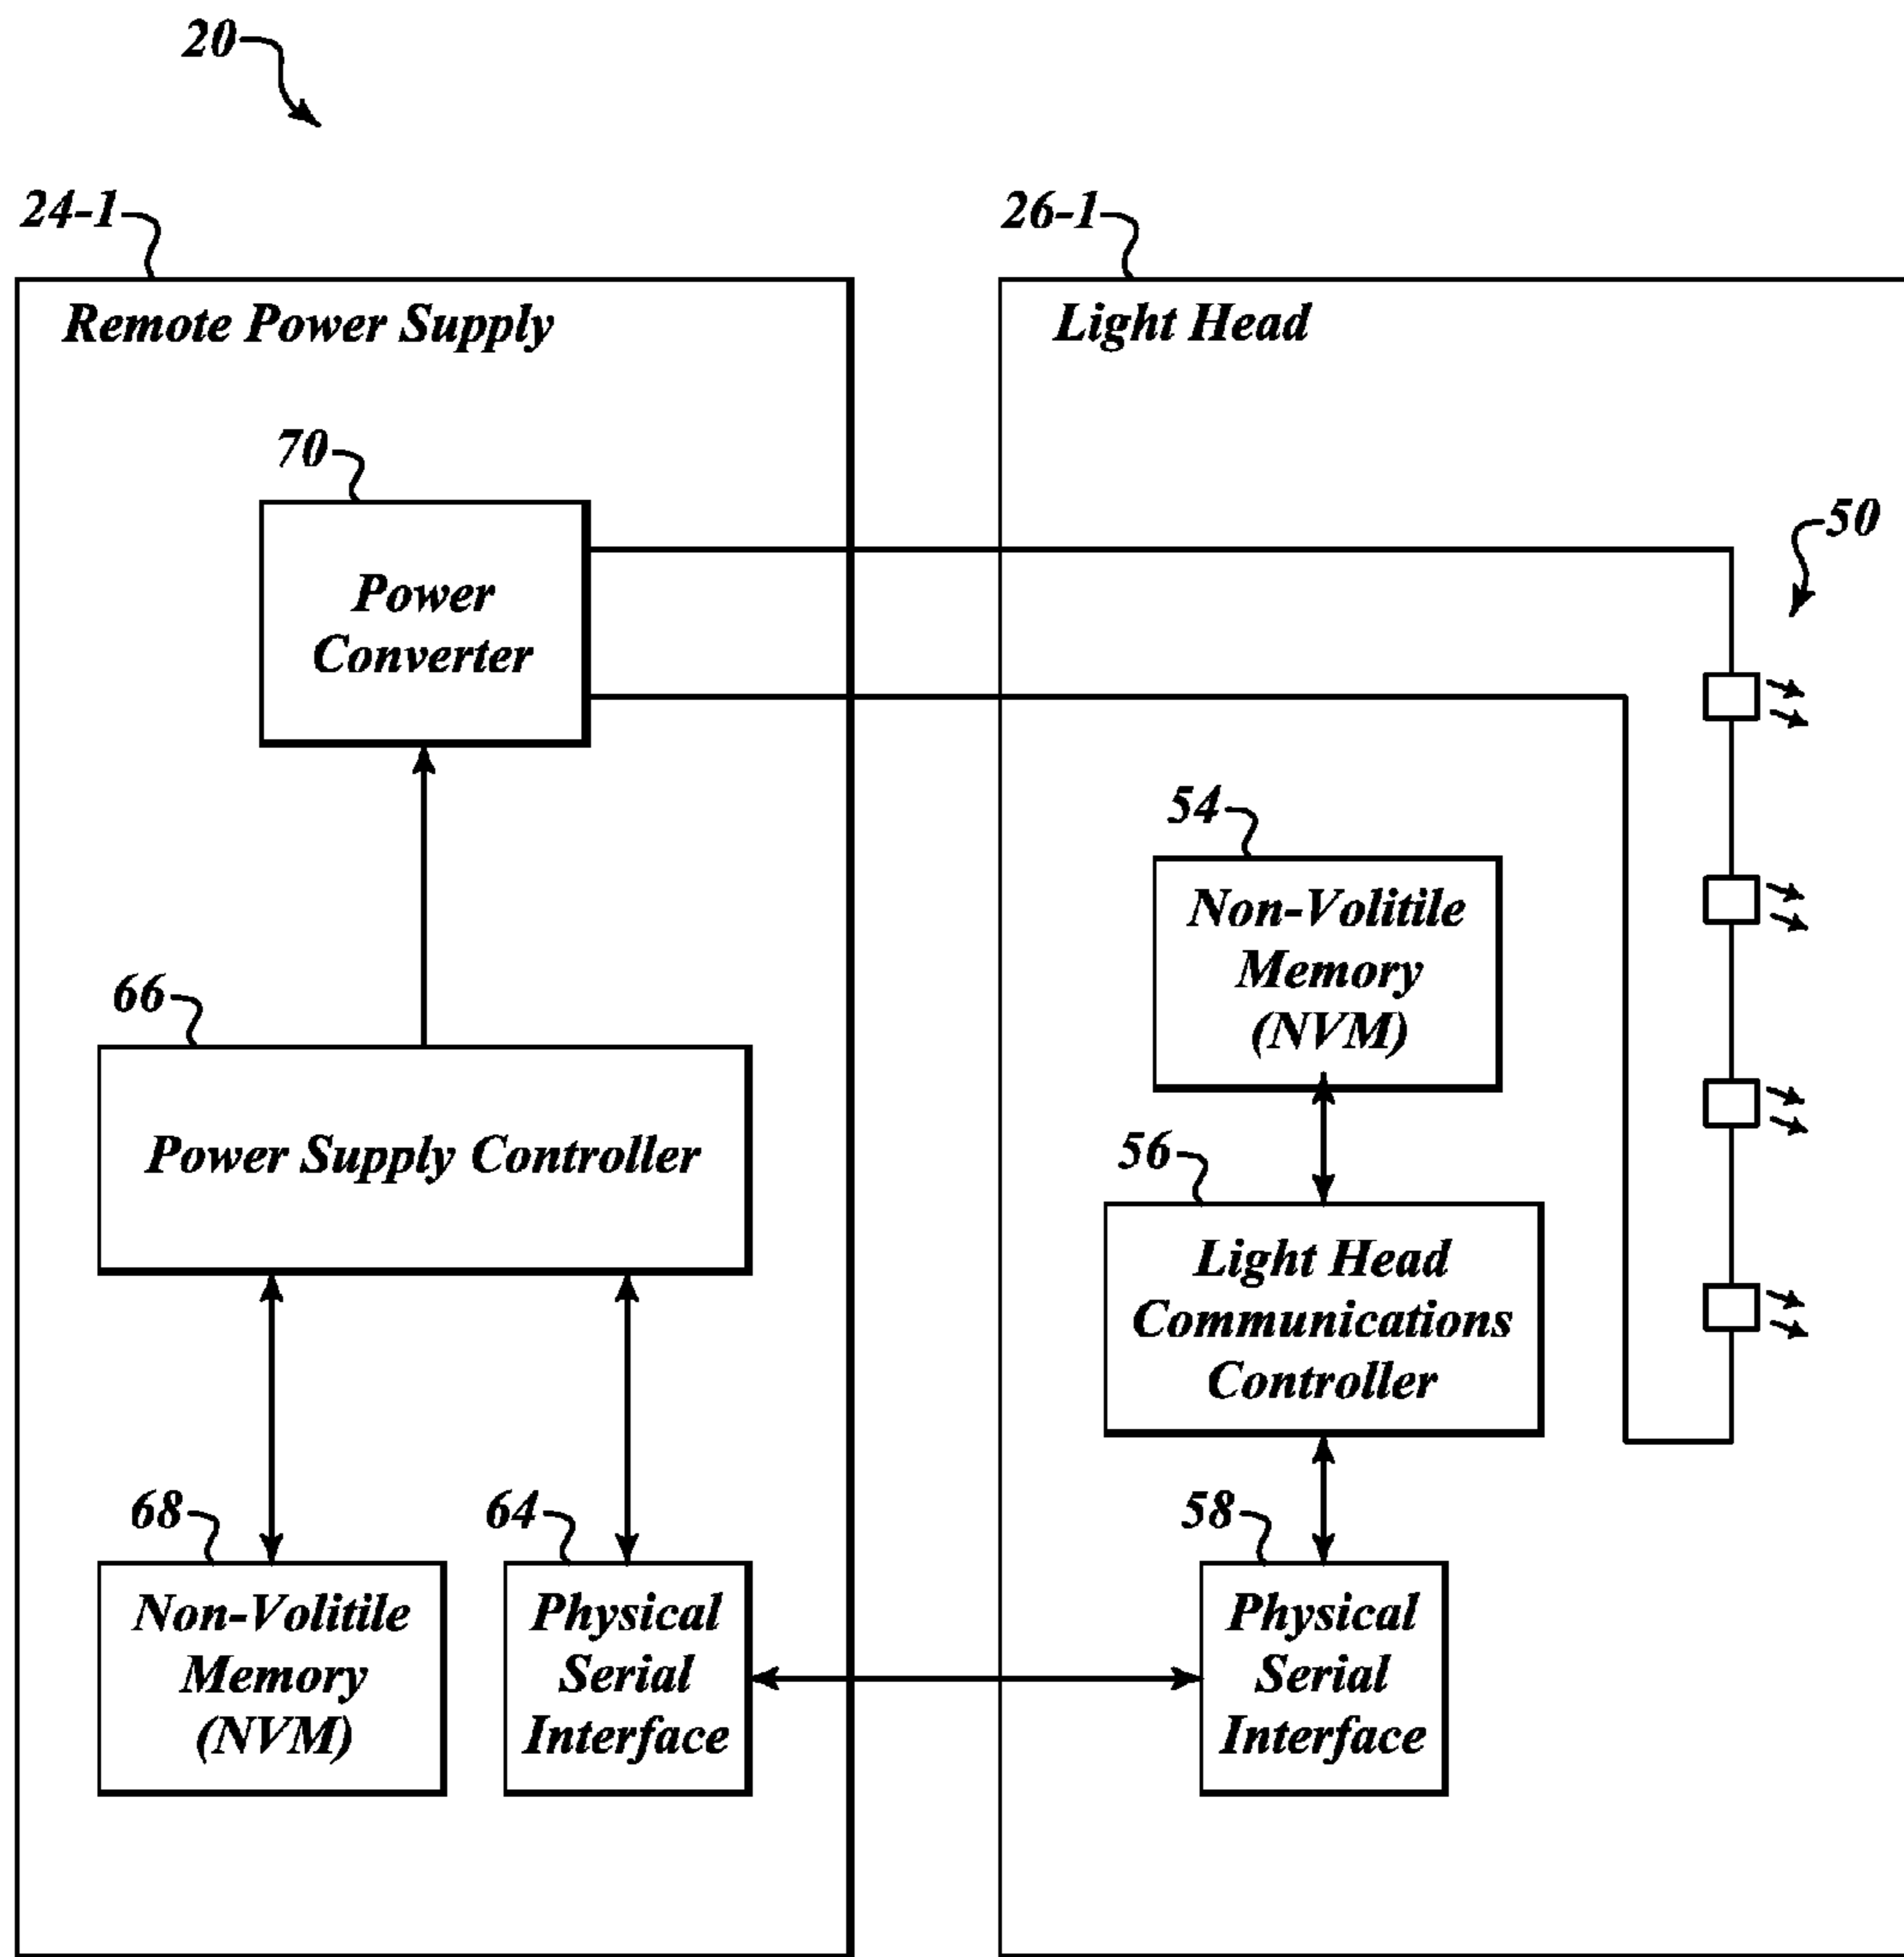 20
24-1
26-1
Remote Power Supply
Light Head
70
50
Power
Converter
54
Non-Volitile
Memory
(NVM)
66
Power Supply Controller
56
Light Head
Communications
Controller
68
64
58
Non-Volitile
Memory
(NVM)
Physical
Serial
Interface
Physical
Serial
Interface